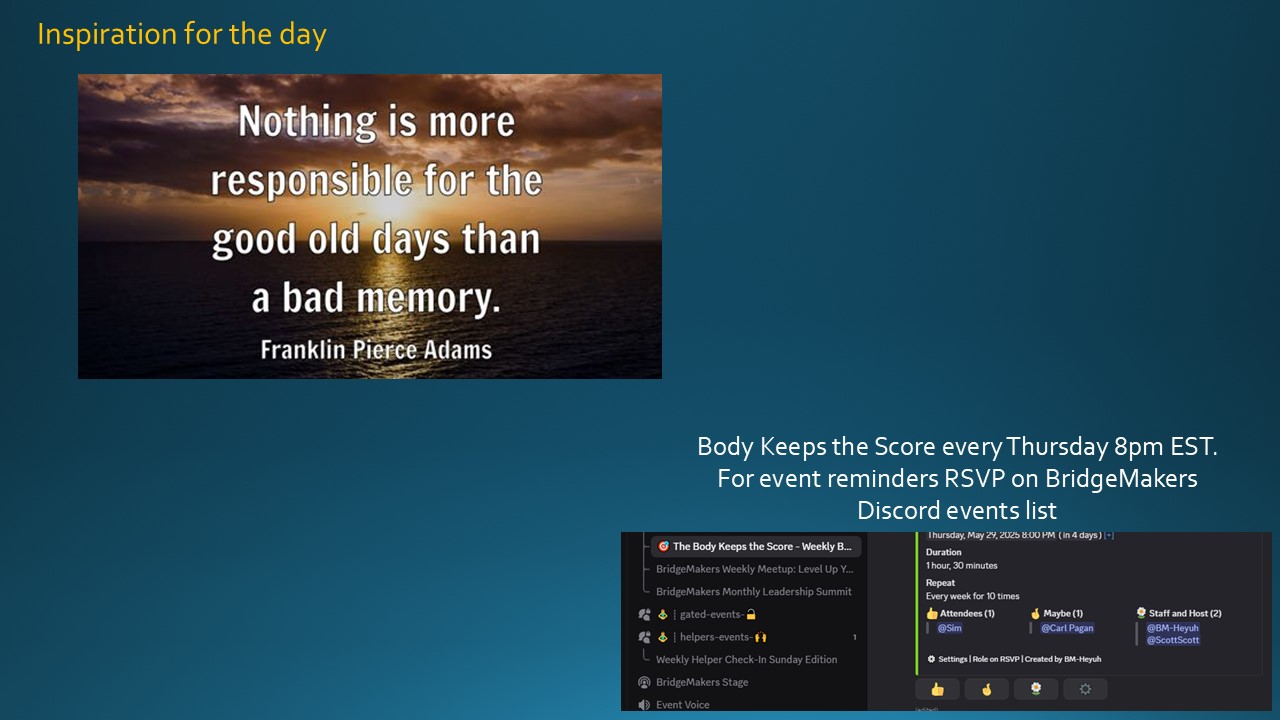 Inspiration for the day
Nothing is more
responsible for the
good old days than
a bad memory.
Franklin Pierce Adams
Body Keeps the Score every Thursday 8pm EST.
For event reminders RSVP on BridgeMakers
Discord events list
The Body Keeps the Score - Weekly B...
BridgeMakers Weekly Meetup: Level Up Y...
BridgeMakers Monthly Leadership Summit
gated-events-
helpers-events- 1
Weekly Helper Check-In Sunday Edition
BridgeMakers Stage
Event Voice
Thursday, May 29, 2025 8:00 PM (in 4 days) [+]
Duration
1 hour, 30 minutes
Repeat
Every week for 10 times
Attendees (1) Maybe (1) Staff and Host (2)
@Sim @Carl Pagan @BM-Heyuh
@ScottScott
Settings | Role on RSVP | Created by BM-Heyuh